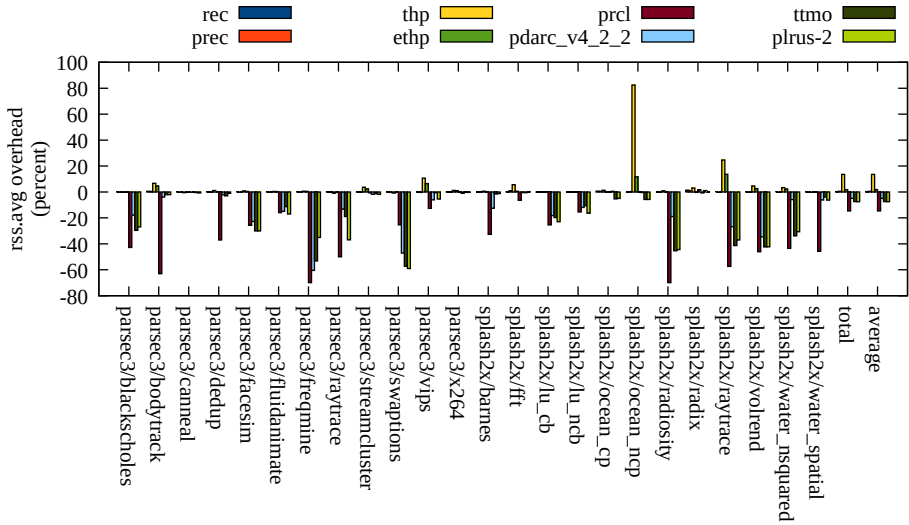 rec thp prcl ttmo
prec ethp pdarc_v4_2_2 plrus-2
rss.avg overhead
(percent)
100
80
60
40
20
0
-20
-40
-60
-80
parsec3/blackscholes
parsec3/bodytrack
parsec3/canneal
parsec3/dedup
parsec3/facesim
parsec3/fluidanimate
parsec3/freqmine
parsec3/raytrace
parsec3/streamcluster
parsec3/swaptions
parsec3/vips
parsec3/x264
splash2x/barnes
splash2x/fft
splash2x/lu_cb
splash2x/lu_ncb
splash2x/ocean_cp
splash2x/ocean_ncp
splash2x/radiosity
splash2x/radix
splash2x/raytrace
splash2x/volrend
splash2x/water_nsquared
splash2x/water_spatial
total
average